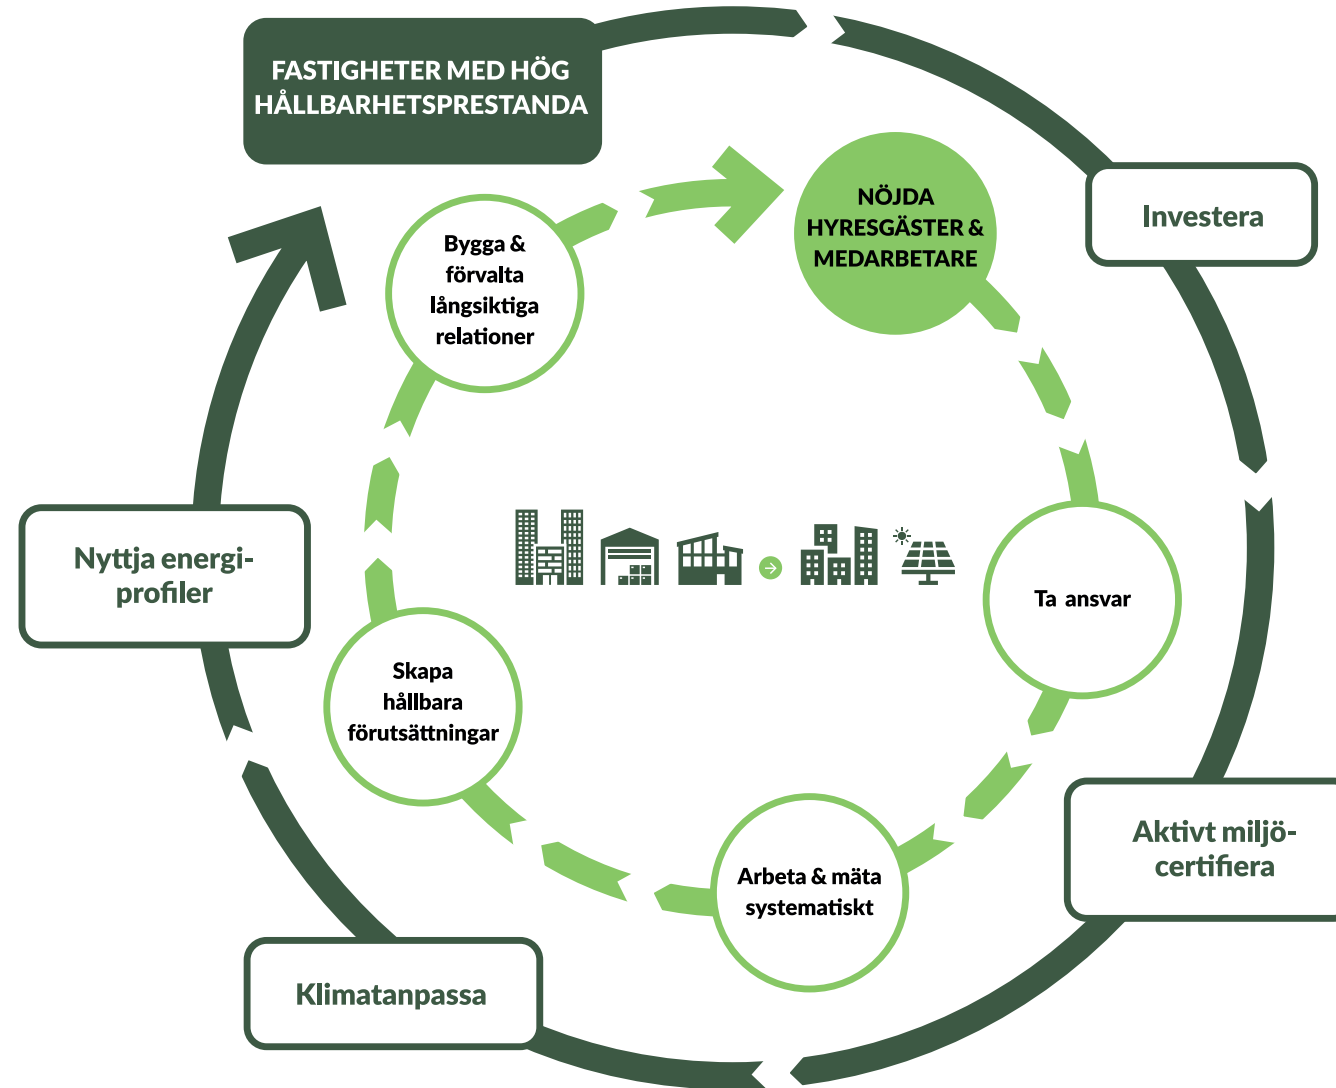 FASTIGHETER MED HÖG
HÅLLBARHETSPRESTANDA
NÖJDA
HYRESGÄSTER &
MEDARBETARE
Investera
Bygga &
förvalta
långsiktiga
relationer
Nyttja energi-
profiler
Ta ansvar
Skapa
hållbara
förutsättningar
Aktivt miljö-
certifiera
Arbeta & mäta
systematiskt
Klimatanpassa